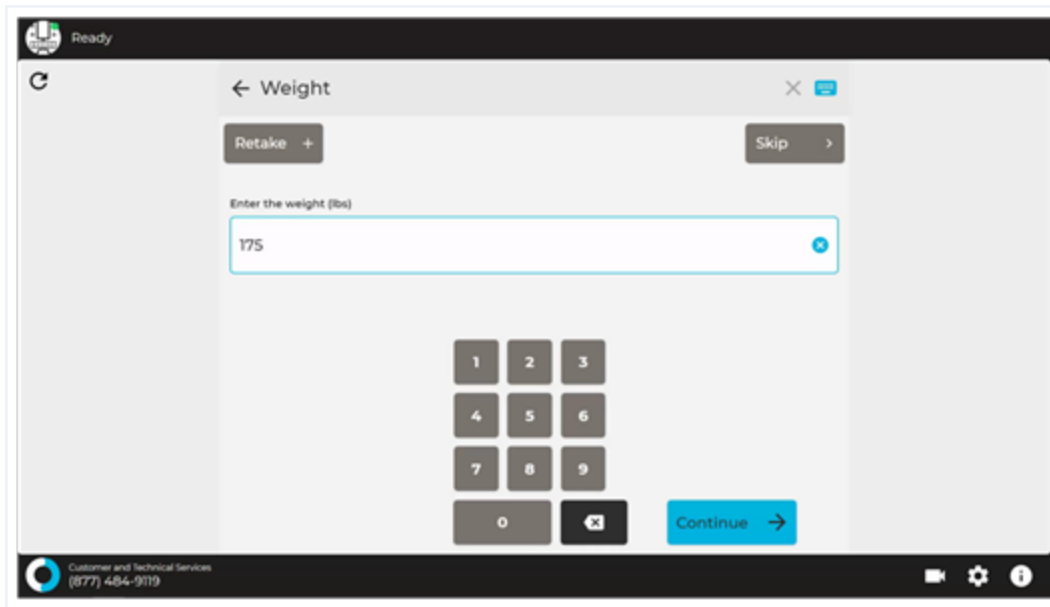 Ready
Weight
Retake +
Skip >
Enter the weight (lbs)
175
1 2 3
4 5 6
7 8 9
0
Continue →
Customer and Technical Services
(877) 484-9119